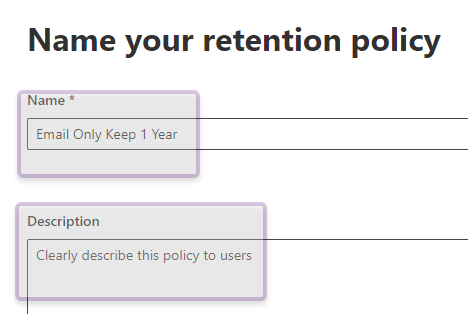 Name your retention policy
Name *
Email Only Keep 1 Year
Description
Clearly describe this policy to users